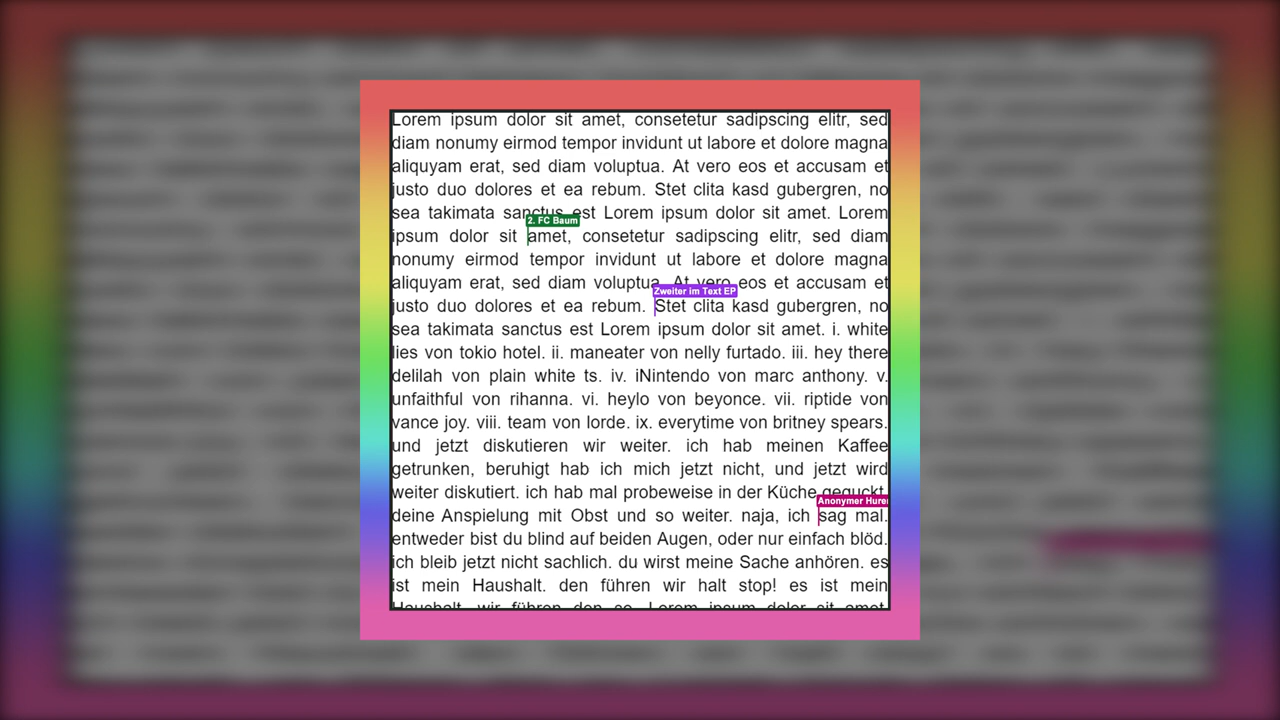 Lorem ipsum dolor sit amet, consetetur sadipscing elitr, sed
diam nonumy eirmod tempor invidunt ut labore et dolore magna
aliquyam erat, sed diam voluptua. At vero eos et accusam et
justo duo dolores et ea rebum. Stet clita kasd gubergren, no
sea takimata sanctus est Lorem ipsum dolor sit amet. Lorem
2. FC Baum
ipsum dolor sit amet, consetetur sadipscing elitr, sed diam
nonumy eirmod tempor invidunt ut labore et dolore magna
aliquyam erat, sed diam voluptua. At vero eos et accusam et
Zweiter im Text EP
justo duo dolores et ea rebum. Stet clita kasd gubergren, no
sea takimata sanctus est Lorem ipsum dolor sit amet. i. white
lies von tokio hotel. ii. maneater von nelly furtado. iii. hey there
delilah von plain white ts. iv. iNintendo von marc anthony. v.
unfaithful von rihanna. vi. heylo von beyonce. vii. riptide von
vance joy. viii. team von lorde. ix. everytime von britney spears.
und jetzt diskutieren wir weiter. ich hab meinen Kaffee
getrunken, beruhigt hab ich mich jetzt nicht, und jetzt wird
weiter diskutiert. ich hab mal probeweise in der Küche geguckt.
Anonymer Huren
deine Anspielung mit Obst und so weiter. naja, ich sag mal.
entweder bist du blind auf beiden Augen, oder nur einfach blöd.
ich bleib jetzt nicht sachlich. du wirst meine Sache anhören. es
ist mein Haushalt. den führen wir halt stop! es ist mein
Haushalt. wir führen den so. Lorem ipsum dolor sit amet.